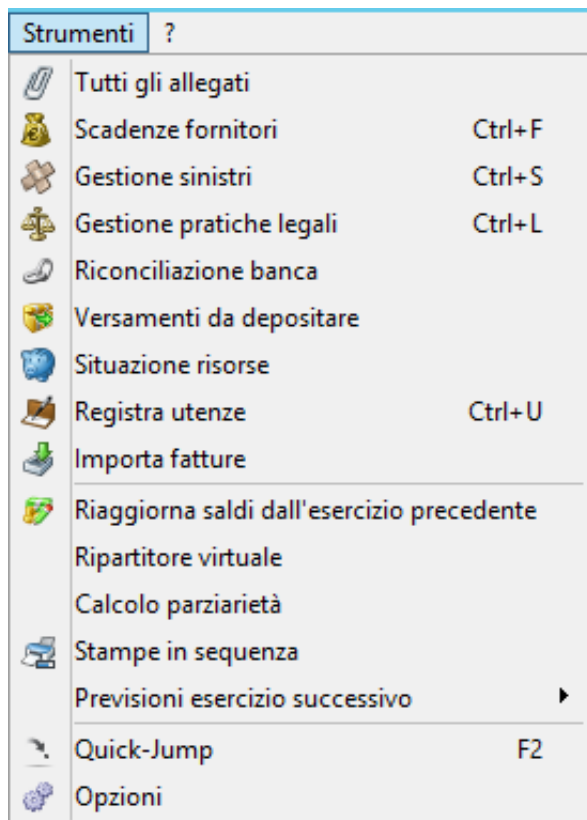 Strumenti ?
Tutti gli allegati
Scadenze fornitori Ctrl+F
Gestione sinistri Ctrl+S
Gestione pratiche legali Ctrl+L
Riconciliazione banca
Versamenti da depositare
Situazione risorse
Registra utenze Ctrl+U
Importa fatture
Riaggiorna saldi dall'esercizio precedente
Ripartitore virtuale
Calcolo parziarietà
Stampe in sequenza
Previsioni esercizio successivo
Quick-Jump F2
Opzioni